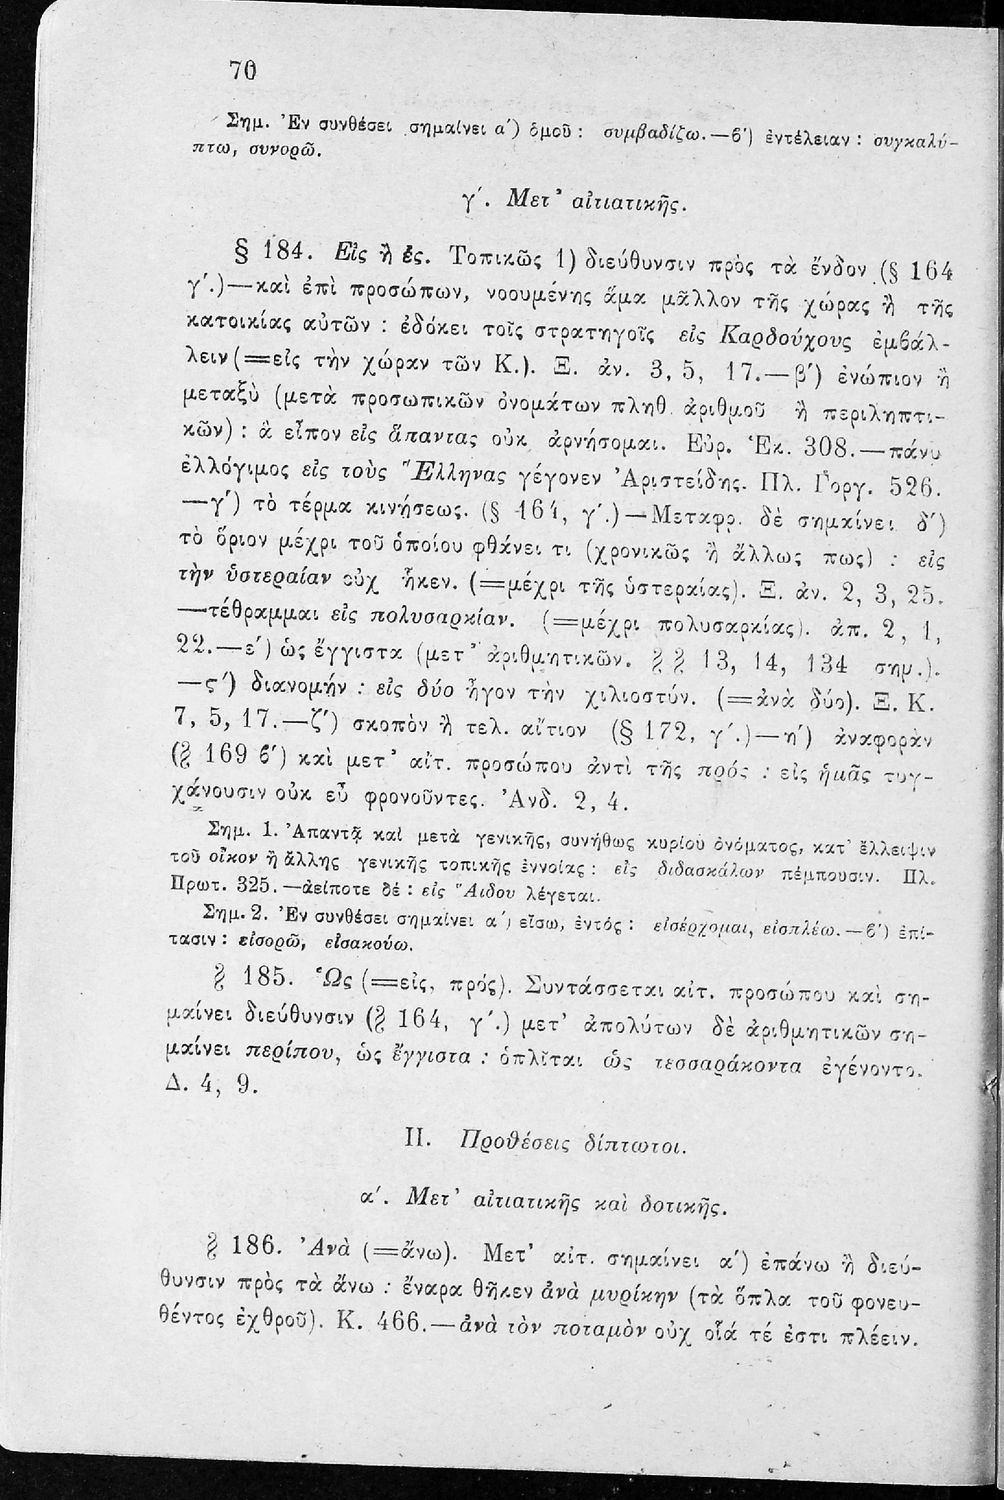 70
Σημ. Ἐν συνθέσει σημαίνει α΄) ὁμοῦ : συμβαδίζω.—β΄) ἐντέλειαν : συγκαλύ-
πτω, συνορῶ.
γ΄. Μετ᾽ αἰτιατικῆς.
§ 184. Εἰς ἢ ἐς. Τοπικῶς 1) διεύθυνσιν πρὸς τὰ ἔνδον (§ 164
γ΄.)—καὶ ἐπὶ προσώπων, νοουμένης ἅμα μᾶλλον τῆς χώρας ἢ τῆς
κατοικίας αὐτῶν : ἐδόκει τοῖς στρατηγοῖς εἰς Καρδούχους ἐμβάλ-
λειν (=εἰς τὴν χώραν τῶν Κ.). Ξ. ἀν. 3, 5, 17.—β΄) ἐνώπιον ἢ
μεταξὺ (μετὰ προσωπικῶν ὀνομάτων πληθ. ἀριθμοῦ ἢ περιληπτι-
κῶν) : ἃ εἶπον εἰς ἅπαντας οὐκ ἀρνήσομαι. Εὐρ. Ἑκ. 308.—πάνυ
ἐλλόγιμος εἰς τοὺς Ἕλληνας γέγονεν Ἀριστείδης. Πλ. Γοργ. 526.
—γ΄) τὸ τέρμα κινήσεως. (§ 164, γ΄.)—Μεταφρ. δὲ σημαίνει δ΄)
τὸ ὅριον μέχρι τοῦ ὁποίου φθάνει τι (χρονικῶς ἢ ἄλλως πως) : εἰς
τὴν ὑστεραίαν οὐχ ἧκεν. (=μέχρι τῆς ὑστεραίας). Ξ. ἀν. 2, 3, 25.
—τέθραμμαι εἰς πολυσαρκίαν. (=μέχρι πολυσαρκίας). ἀπ. 2, 1,
22.—ε΄) ὡς ἔγγιστα (μετ᾽ ἀριθμητικῶν. § § 13, 14, 134 σημ.).
—ς΄) διανομήν : εἰς δύο ἦγον τὴν χιλιοστύν. (=ἀνὰ δύο). Ξ. Κ.
7, 5, 17.—ζ΄) σκοπὸν ἢ τελ. αἴτιον (§ 172, γ΄.)—η΄) ἀναφορὰν
(§ 169 β΄) καὶ μετ᾽ αἰτ. προσώπου ἀντὶ τῆς πρός : εἰς ἡμᾶς τυγ-
χάνουσιν οὐκ εὖ φρονοῦντες. Ἀνδ. 2, 4.
Σημ. 1. Ἀπαντᾷ καὶ μετὰ γενικῆς, συνήθως κυρίου ὀνόματος, κατ᾽ ἔλλειψιν
τοῦ οἶκον ἢ ἄλλης γενικῆς τοπικῆς ἐννοίας : εἰς διδασκάλων πέμπουσιν. Πλ.
Πρωτ. 325.—ἀείποτε δέ : εἰς Ἅιδου λέγεται.
Σημ. 2. Ἐν συνθέσει σημαίνει α΄) εἴσω, ἐντός : εἰσέρχομαι, εἰσπλέω.—β΄) ἐπί-
τασιν : εἰσορῶ, εἰσακούω.
§ 185. Ὡς (=εἰς, πρός). Συντάσσεται αἰτ. προσώπου καὶ ση-
μαίνει διεύθυνσιν (§ 164, γ΄.) μετ᾽ ἀπολύτων δὲ ἀριθμητικῶν ση-
μαίνει περίπου, ὡς ἔγγιστα : ὁπλῖται ὡς τεσσαράκοντα ἐγένοντο.
Δ. 4, 9.
II. Προθέσεις δίπτωτοι.
α΄. Μετ᾽ αἰτιατικῆς καὶ δοτικῆς.
§ 186. Ἀνὰ (=ἄνω). Μετ᾽ αἰτ. σημαίνει α΄) ἐπάνω ἢ διεύ-
θυνσιν πρὸς τὰ ἄνω : ἔναρα θῆκεν ἀνὰ μυρίκην (τὰ ὅπλα τοῦ φονευ-
θέντος ἐχθροῦ). Κ. 466.—ἀνὰ τὸν ποταμὸν οὐχ οἷά τέ ἐστι πλέειν.